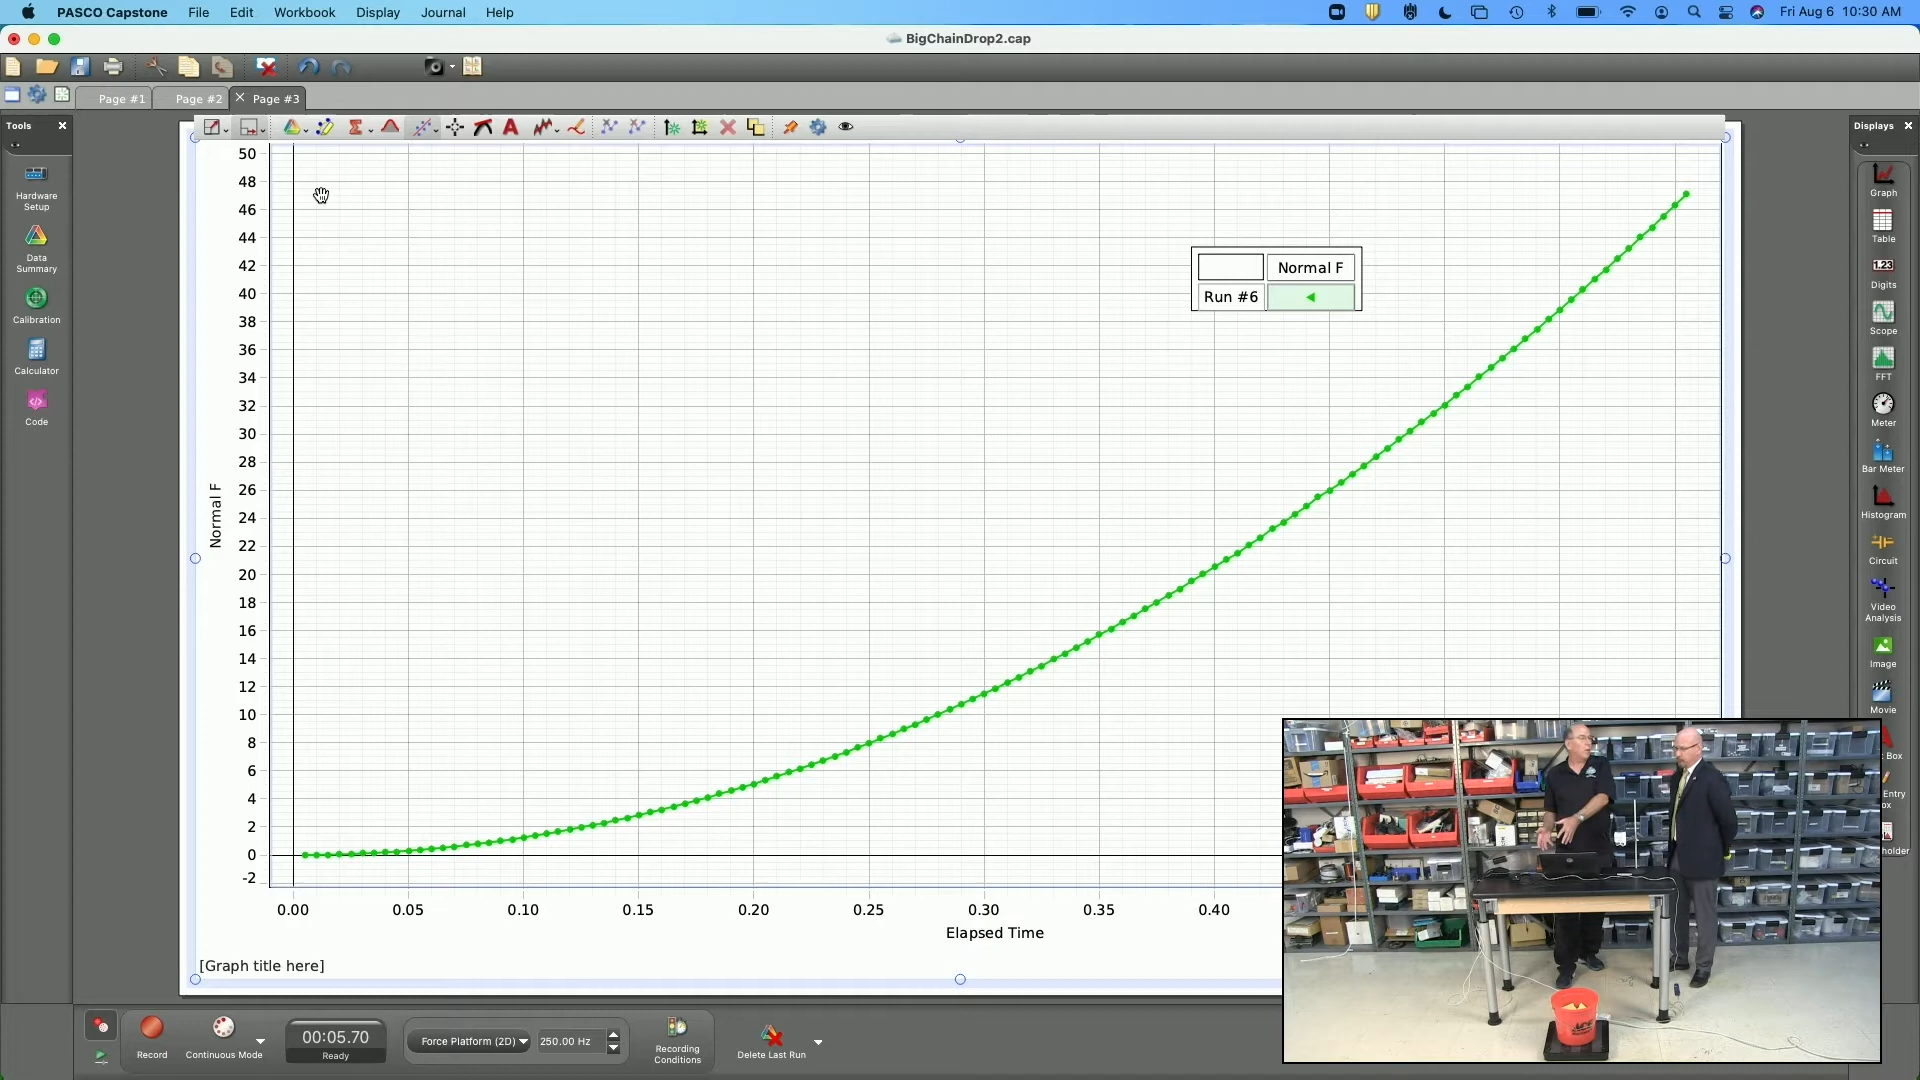 PASCO Capstone File Edit Workbook Display Journal Help Fri Aug 6 10:30 AM
BigChainDrop2.cap
Page #1 Page #2 Page #3
Tools
Hardware
Setup
Data
Summary
Calibration
Calculator
Code
50
48
46
44
42
40
38
36
34
32
30
28
26
24
22
20
18
16
14
12
10
8
6
4
2
0
-2
Normal F
Normal F
Run #6
0.00 0.05 0.10 0.15 0.20 0.25 0.30 0.35 0.40
Elapsed Time
[Graph title here]
Displays
Graph
Table
1.23
Digits
Scope
FFT
Meter
Bar Meter
Histogram
Circuit
Video
Analysis
Image
Movie
Box
Entry
ox
holder
Record
Continuous Mode
00:05.70
Ready
Force Platform (2D) 250.00 Hz
Recording
Conditions
Delete Last Run